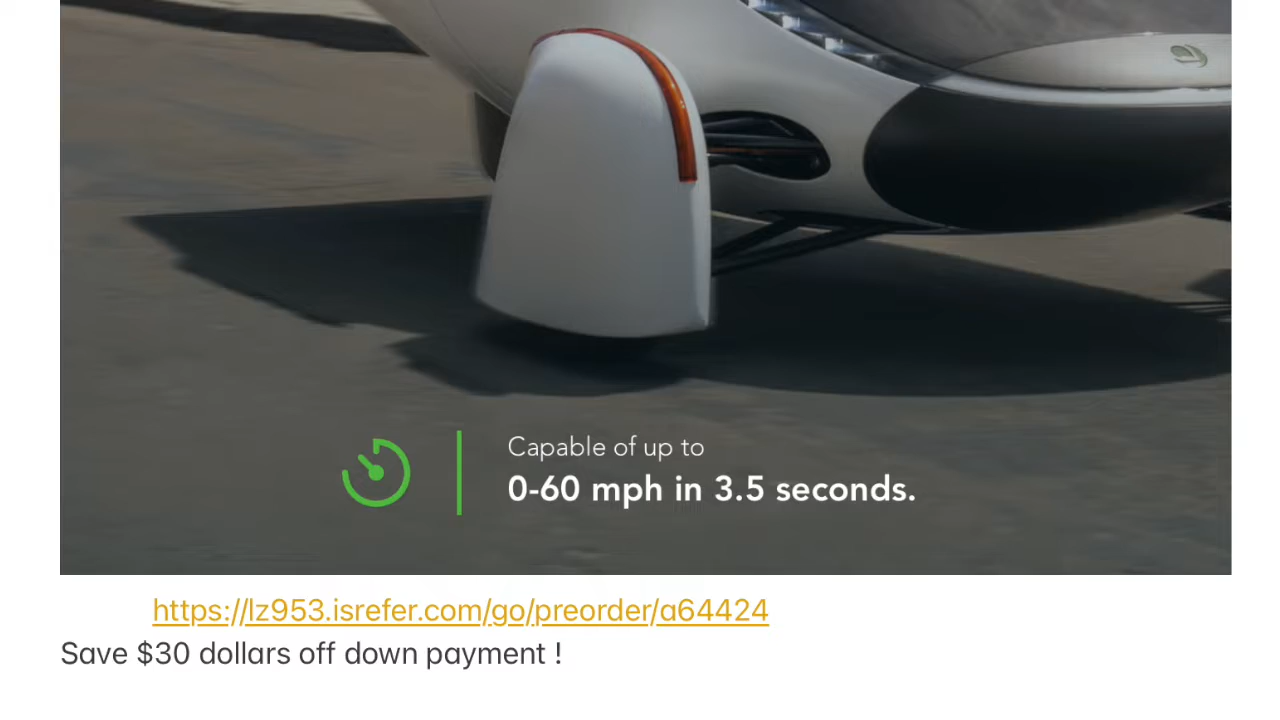 Capable of up to
0-60 mph in 3.5 seconds.
https://lz953.isrefer.com/go/preorder/a64424
Save $30 dollars off down payment !